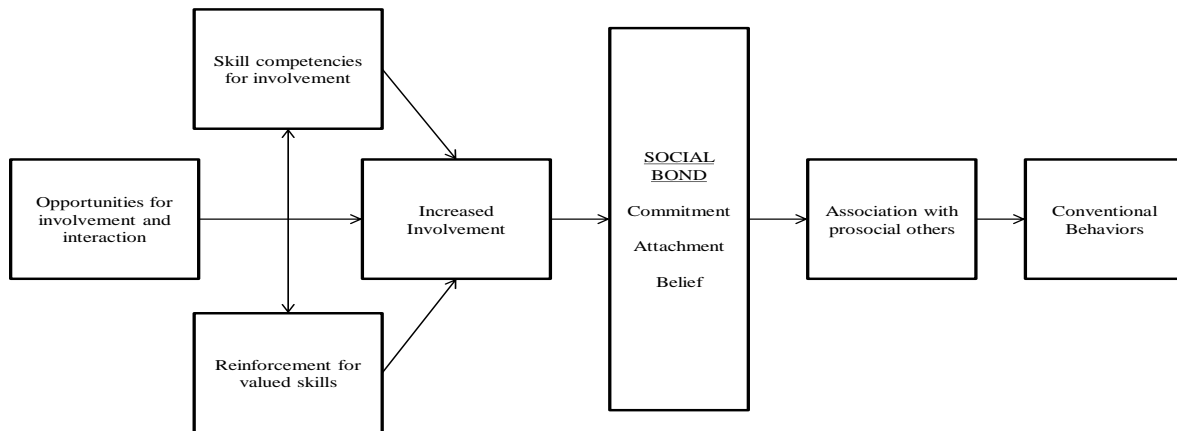 Skill competencies
for involvement
Opportunities for
involvement and
interaction
Increased
Involvement
Reinforcement for
valued skills
SOCIAL
BOND
Commitment
Attachment
Belief
Association with
prosocial others
Conventional
Behaviors